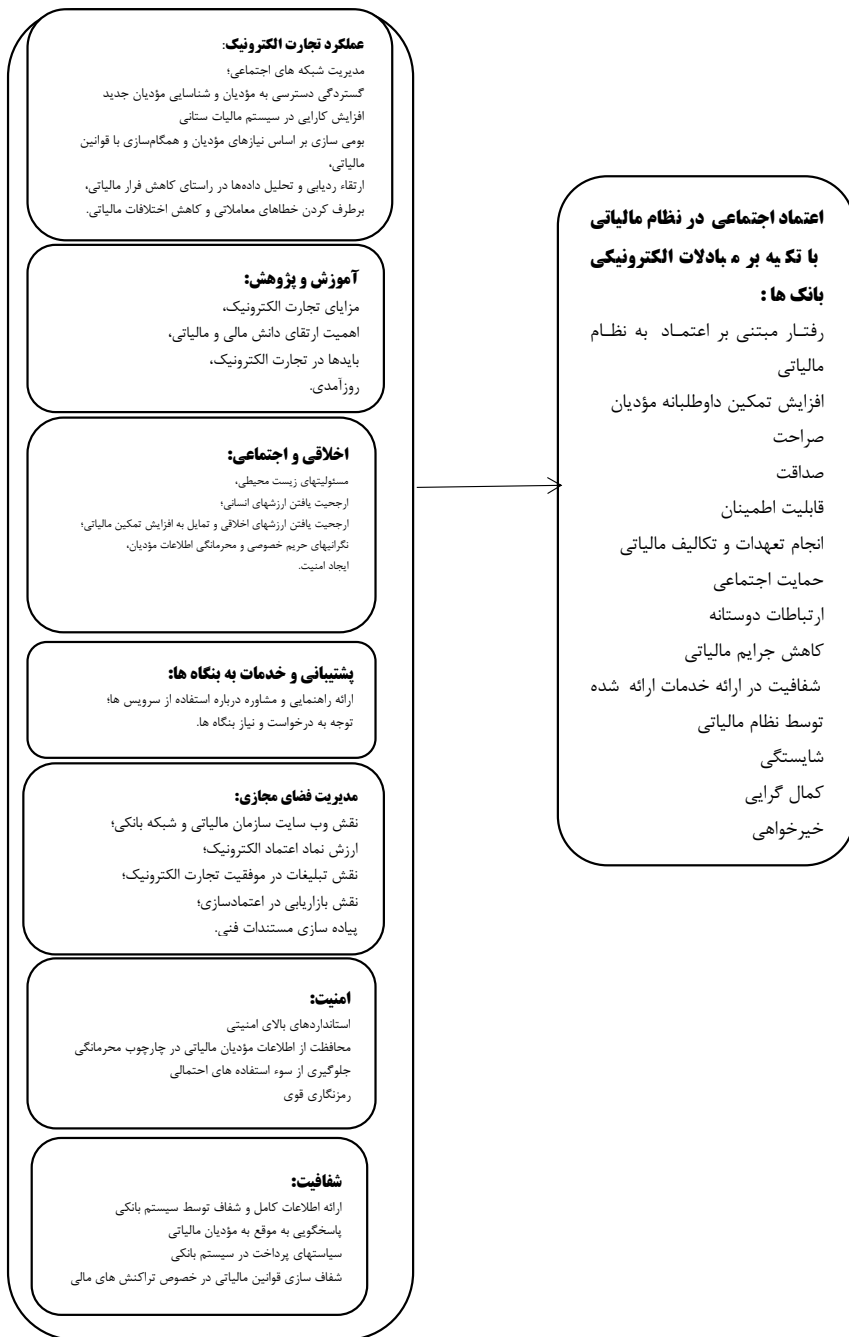 عملکرد تجارت الکترونیک:
مدیریت شبکه های اجتماعی؛
گستردگی دسترسی به مؤدیان و شناسایی مؤدیان جدید
افزایش کارایی در سیستم مالیات ستانی
بومی سازی بر اساس نیازهای مؤدیان و همگام‌سازی با قوانین
مالیاتی،
ارتقاء ردیابی و تحلیل داده‌ها در راستای کاهش فرار مالیاتی،
برطرف کردن خطاهای معاملاتی و کاهش اختلافات مالیاتی.
آموزش و پژوهش:
مزایای تجارت الکترونیک،
اهمیت ارتقای دانش مالی و مالیاتی،
بایدها در تجارت الکترونیک،
روزآمدی.
اخلاقی و اجتماعی:
مسئولیتهای زیست محیطی،
ارجحیت یافتن ارزشهای انسانی؛
ارجحیت یافتن ارزشهای اخلاقی و تمایل به افزایش تمکین مالیاتی؛
نگرانیهای حریم خصوصی و محرمانگی اطلاعات مؤدیان،
ایجاد امنیت.
پشتیبانی و خدمات به بنگاه ها:
ارائه راهنمایی و مشاوره درباره استفاده از سرویس ها؛
توجه به درخواست و نیاز بنگاه ها.
مدیریت فضای مجازی:
نقش وب سایت سازمان مالیاتی و شبکه بانکی؛
ارزش نماد اعتماد الکترونیک؛
نقش تبلیغات در موفقیت تجارت الکترونیک؛
نقش بازاریابی در اعتمادسازی؛
پیاده سازی مستندات فنی.
امنیت:
استانداردهای بالای امنیتی
محافظت از اطلاعات مؤدیان مالیاتی در چارچوب محرمانگی
جلوگیری از سوء استفاده های احتمالی
رمزنگاری قوی
شفافیت:
ارائه اطلاعات کامل و شفاف توسط سیستم بانکی
پاسخگویی به موقع به مؤدیان مالیاتی
سیاستهای پرداخت در سیستم بانکی
شفاف سازی قوانین مالیاتی در خصوص تراکنش های مالی
اعتماد اجتماعی در نظام مالیاتی
با تکیه بر مبادلات الکترونیکی
بانک ها :
رفتار مبتنی بر اعتماد به نظام
مالیاتی
افزایش تمکین داوطلبانه مؤدیان
صراحت
صداقت
قابلیت اطمینان
انجام تعهدات و تکالیف مالیاتی
حمایت اجتماعی
ارتباطات دوستانه
کاهش جرایم مالیاتی
شفافیت در ارائه خدمات ارائه شده
توسط نظام مالیاتی
شایستگی
کمال گرایی
خیرخواهی